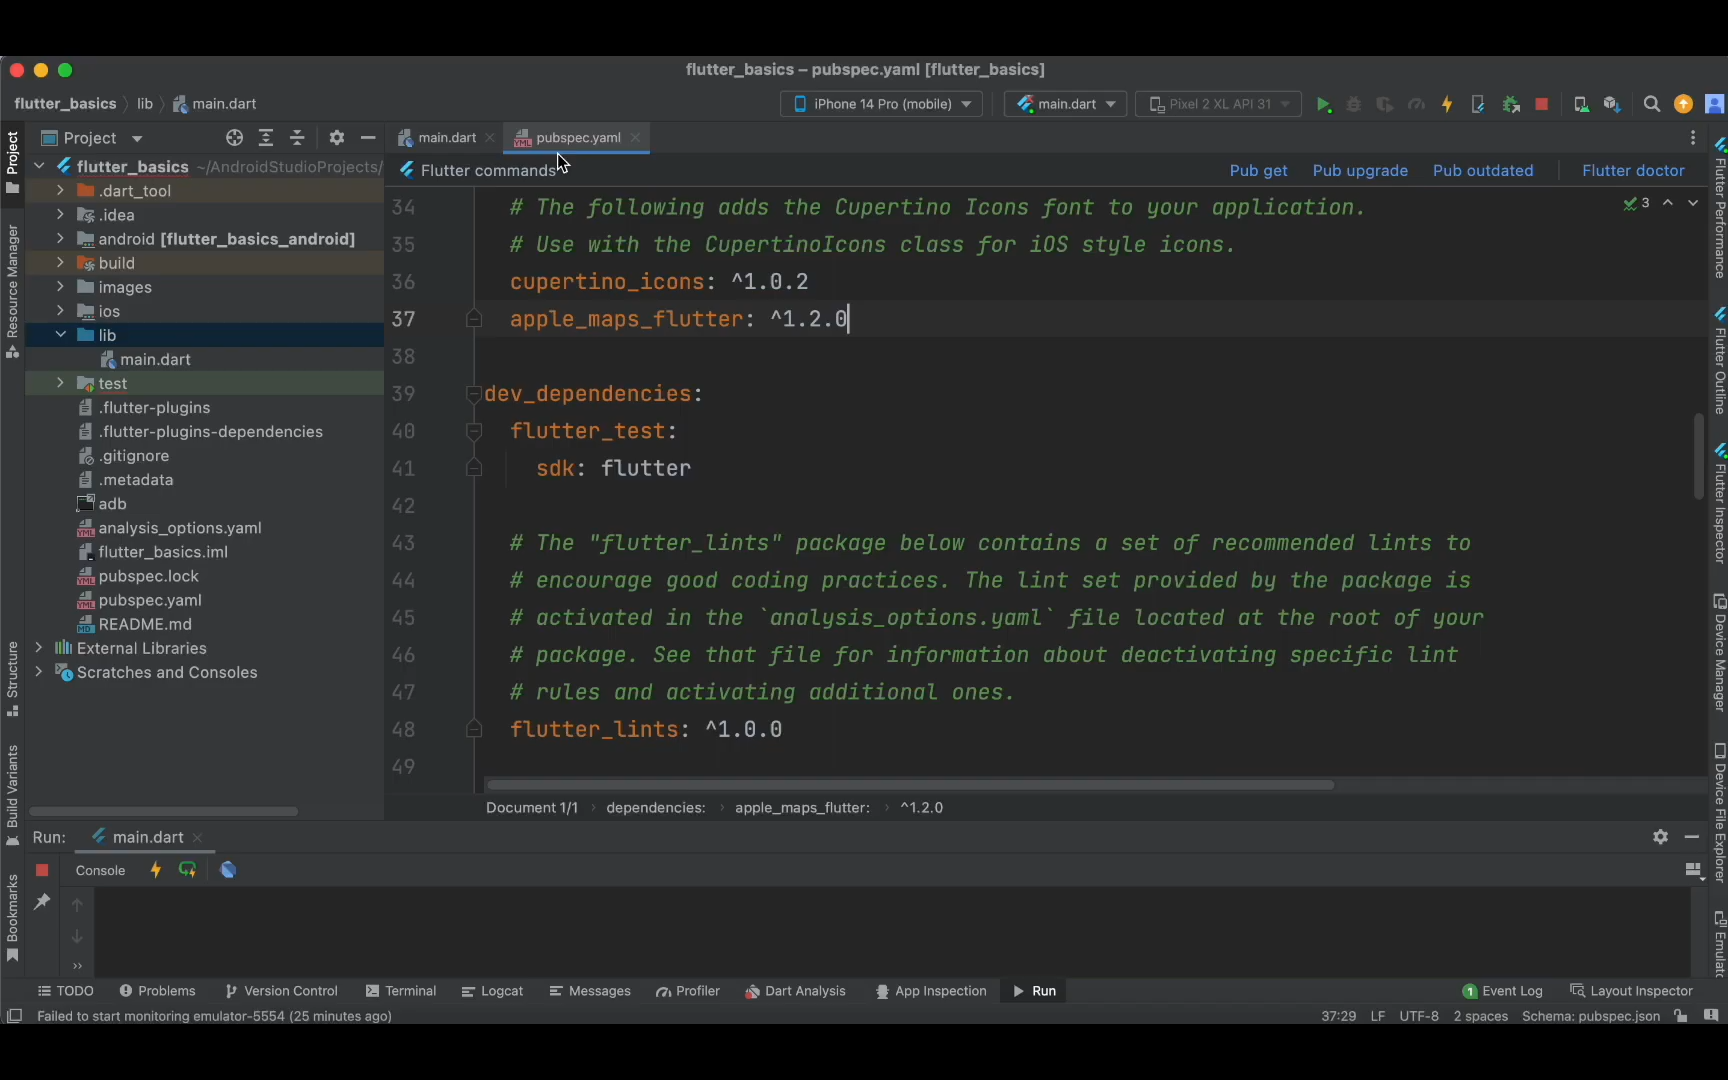 flutter_basics – pubspec.yaml [flutter_basics]
flutter_basics lib main.dart
iPhone 14 Pro (mobile) main.dart Pixel 2 XL API 31
Project
main.dart pubspec.yaml
flutter_basics ~/AndroidStudioProjects/
Flutter commands
Pub get Pub upgrade Pub outdated Flutter doctor
.dart_tool
.idea
android [flutter_basics_android]
build
images
ios
lib
main.dart
test
.flutter-plugins
.flutter-plugins-dependencies
.gitignore
.metadata
adb
analysis_options.yaml
flutter_basics.iml
pubspec.lock
pubspec.yaml
README.md
External Libraries
Scratches and Consoles
3
34 # The following adds the Cupertino Icons font to your application.
35 # Use with the CupertinoIcons class for iOS style icons.
36 cupertino_icons: ^1.0.2
37 apple_maps_flutter: ^1.2.0
38
39 dev_dependencies:
40 flutter_test:
41 sdk: flutter
42
43 # The "flutter_lints" package below contains a set of recommended lints to
44 # encourage good coding practices. The lint set provided by the package is
45 # activated in the `analysis_options.yaml` file located at the root of your
46 # package. See that file for information about deactivating specific lint
47 # rules and activating additional ones.
48 flutter_lints: ^1.0.0
49
Document 1/1 dependencies: apple_maps_flutter: ^1.2.0
Project
Resource Manager
Structure
Build Variants
Bookmarks
Flutter Performance
Flutter Outline
Flutter Inspector
Device Manager
Device File Explorer
Emulat
Run: main.dart
Console
TODO Problems Version Control Terminal Logcat Messages Profiler Dart Analysis App Inspection Run 1 Event Log Layout Inspector
Failed to start monitoring emulator-5554 (25 minutes ago)
37:29 LF UTF-8 2 spaces Schema: pubspec.json